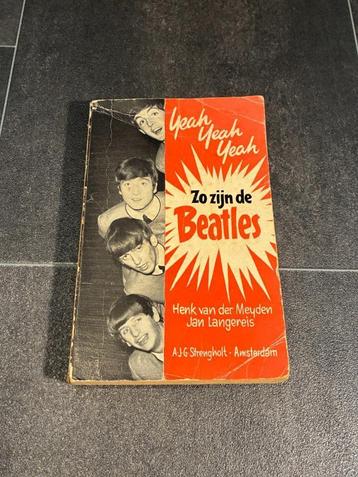 Yeah
Yeah
Yeah
Zo zijn de
Beatles
Henk van der Meyden
Jan Langereis
A.J.G. Strengholt - Amsterdam